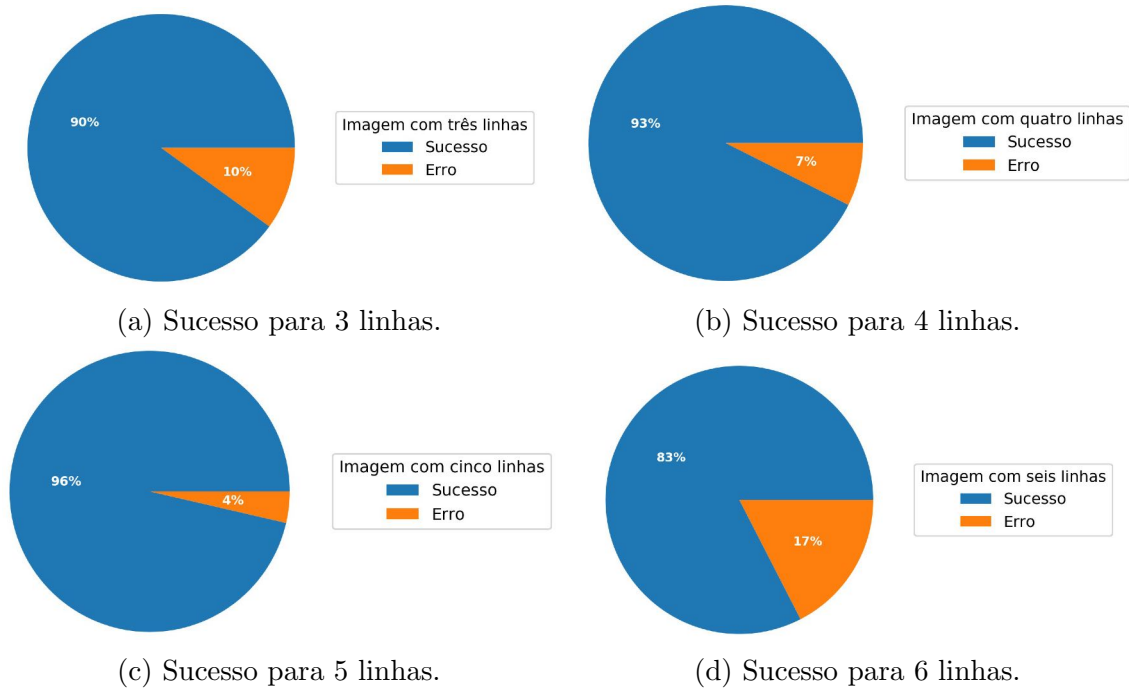 90%
10%
Imagem com três linhas
Sucesso
Erro
(a) Sucesso para 3 linhas.
93%
7%
Imagem com quatro linhas
Sucesso
Erro
(b) Sucesso para 4 linhas.
96%
4%
Imagem com cinco linhas
Sucesso
Erro
(c) Sucesso para 5 linhas.
83%
17%
Imagem com seis linhas
Sucesso
Erro
(d) Sucesso para 6 linhas.